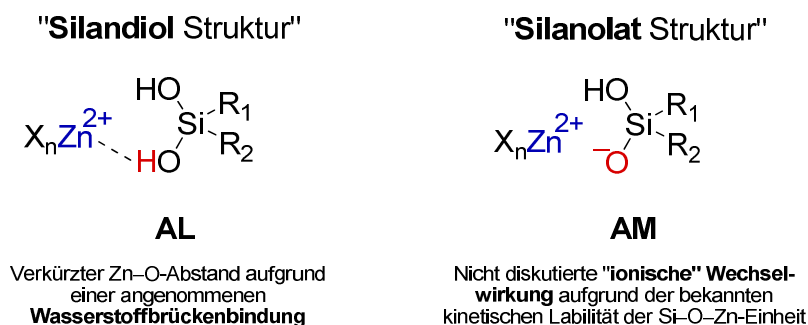 "Silandiol Struktur"
"Silanolat Struktur"
HO
R1
XnZn2+
Si
R2
HO
HO
R1
XnZn2+
Si
R2
–O
AL
AM
Verkürzter Zn–O-Abstand aufgrund
einer angenommenen
Wasserstoffbrückenbindung
Nicht diskutierte "ionische" Wechsel-
wirkung aufgrund der bekannten
kinetischen Labilität der Si–O–Zn-Einheit